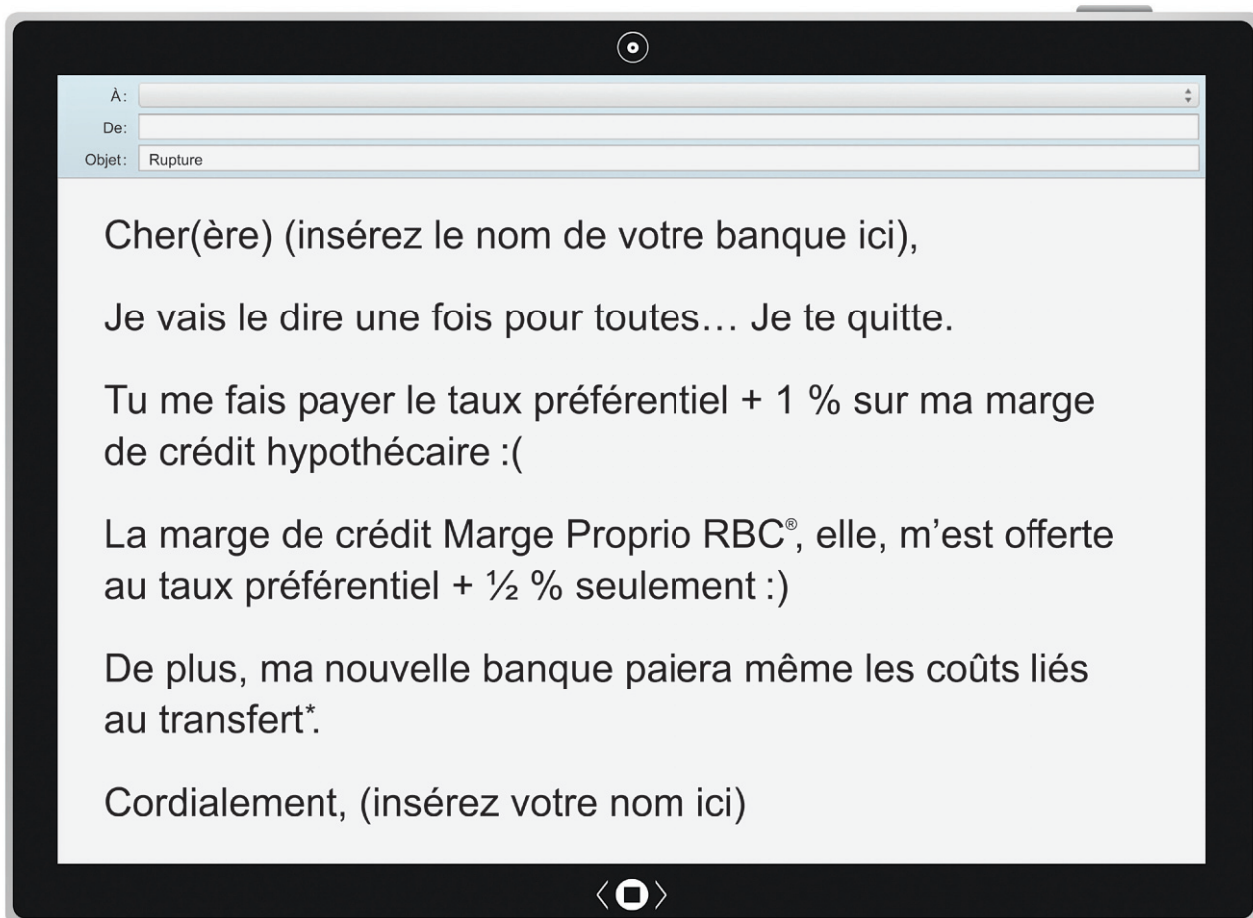 À:
De:
Objet: Rupture
Cher(ère) (insérez le nom de votre banque ici),
Je vais le dire une fois pour toutes… Je te quitte.
Tu me fais payer le taux préférentiel + 1 % sur ma marge
de crédit hypothécaire :(
La marge de crédit Marge Proprio RBC®, elle, m’est offerte
au taux préférentiel + ½ % seulement :)
De plus, ma nouvelle banque paiera même les coûts liés
au transfert*.
Cordialement, (insérez votre nom ici)